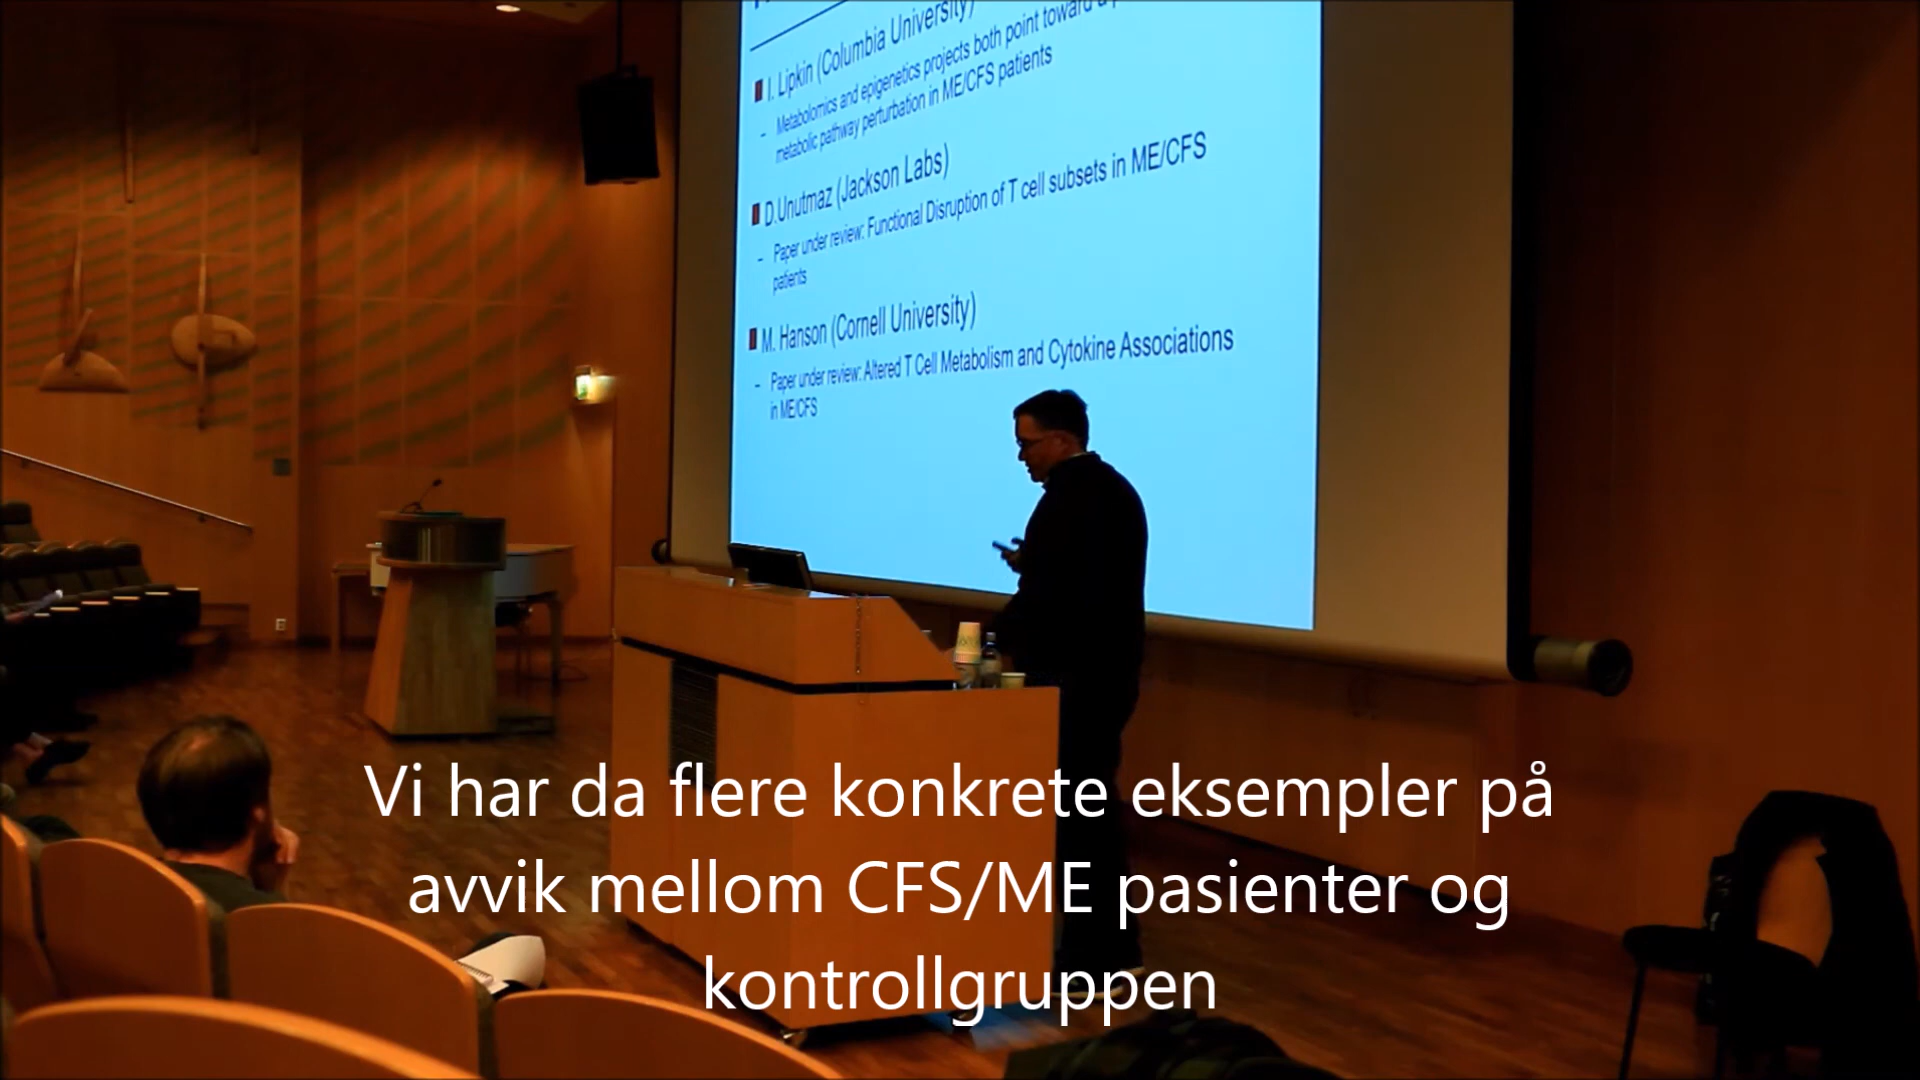 I. Lipkin (Columbia University)
- Metabolomics and epigenetics projects both point toward a
metabolic pathway perturbation in ME/CFS patients
D.Unutmaz (Jackson Labs)
- Paper under review: Functional Disruption of T cell subsets in ME/CFS
patients
M. Hanson (Cornell University)
- Paper under review: Altered T Cell Metabolism and Cytokine Associations
in ME/CFS
Vi har da flere konkrete eksempler på
avvik mellom CFS/ME pasienter og
kontrollgruppen